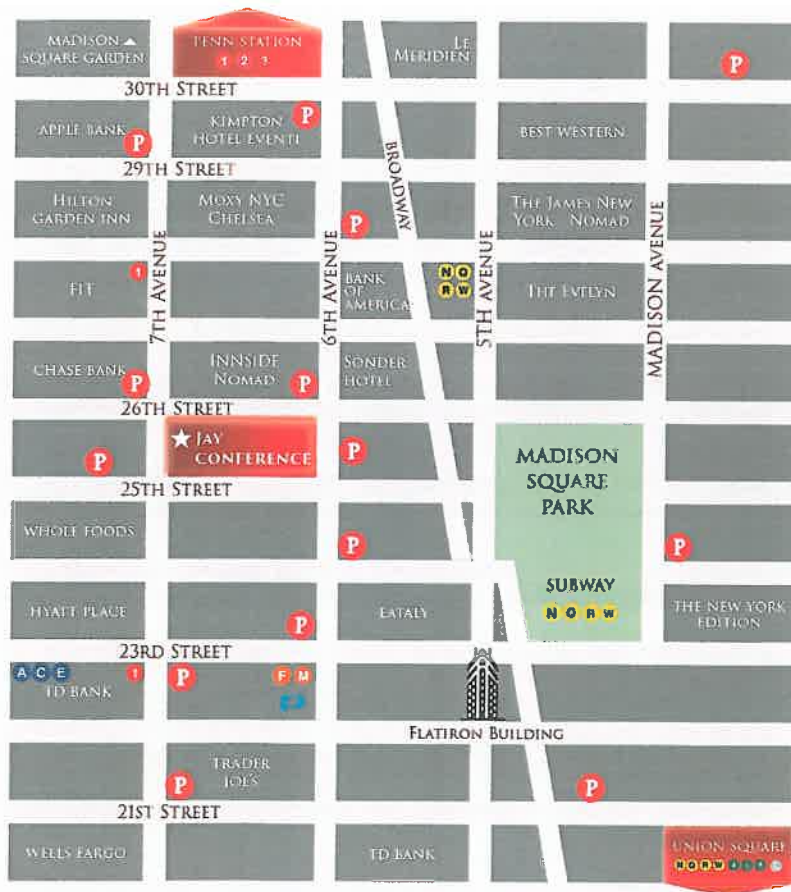 MADISON ▲
SQUARE GARDEN
PENN STATION
1 2 3
LE
MERIDIEN
P
30TH STREET
APPLE BANK
P
KIMPTON
HOTEL EVENTI
P
BEST WESTERN
29TH STREET
BROADWAY
HILTON
GARDEN INN
MOXY NYC
CHELSEA
P
THE JAMES NEW
YORK NOMAD
7TH AVENUE
6TH AVENUE
5TH AVENUE
MADISON AVENUE
FIT
1
BANK
OF
AMERICA
N Q
R W
THE EVELYN
CHASE BANK
P
INNSIDE
NOMAD
P
SONDER
HOTEL
26TH STREET
P
★ JAY
CONFERENCE
P
MADISON
SQUARE
PARK
25TH STREET
WHOLE FOODS
P
P
HYATT PLACE
P
EATALY
SUBWAY
N Q R W
THE NEW YORK
EDITION
23RD STREET
A C E
1
TD BANK
P
F M
FLATIRON BUILDING
TRADER
JOE'S
P
P
21ST STREET
WELLS FARGO
TD BANK
UNION SQUARE
N Q R W